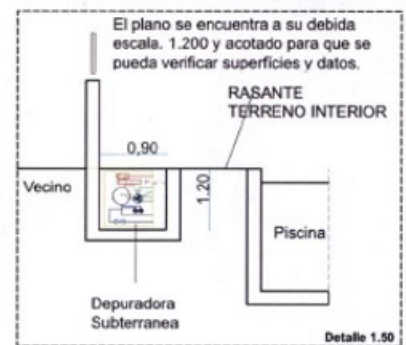 El plano se encuentra a su debida
escala. 1.200 y acotado para que se
pueda verificar superfícies y datos.
RASANTE
TERRENO INTERIOR
0,90
Vecino
1.20
Piscina
Depuradora
Subterranea
Detalle 1.50